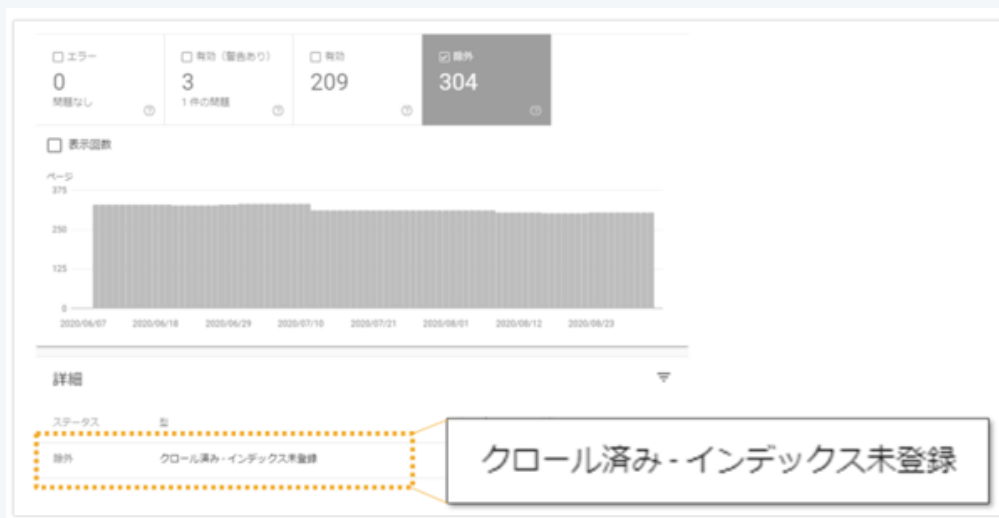 エラー
0
問題なし
有効（警告あり）
3
1 件の問題
有効
209
除外
304
表示回数
ページ
375
250
125
0
2020/06/07 2020/06/18 2020/06/29 2020/07/10 2020/07/21 2020/08/01 2020/08/12 2020/08/23
詳細
ステータス 型
除外 クロール済み - インデックス未登録
クロール済み - インデックス未登録